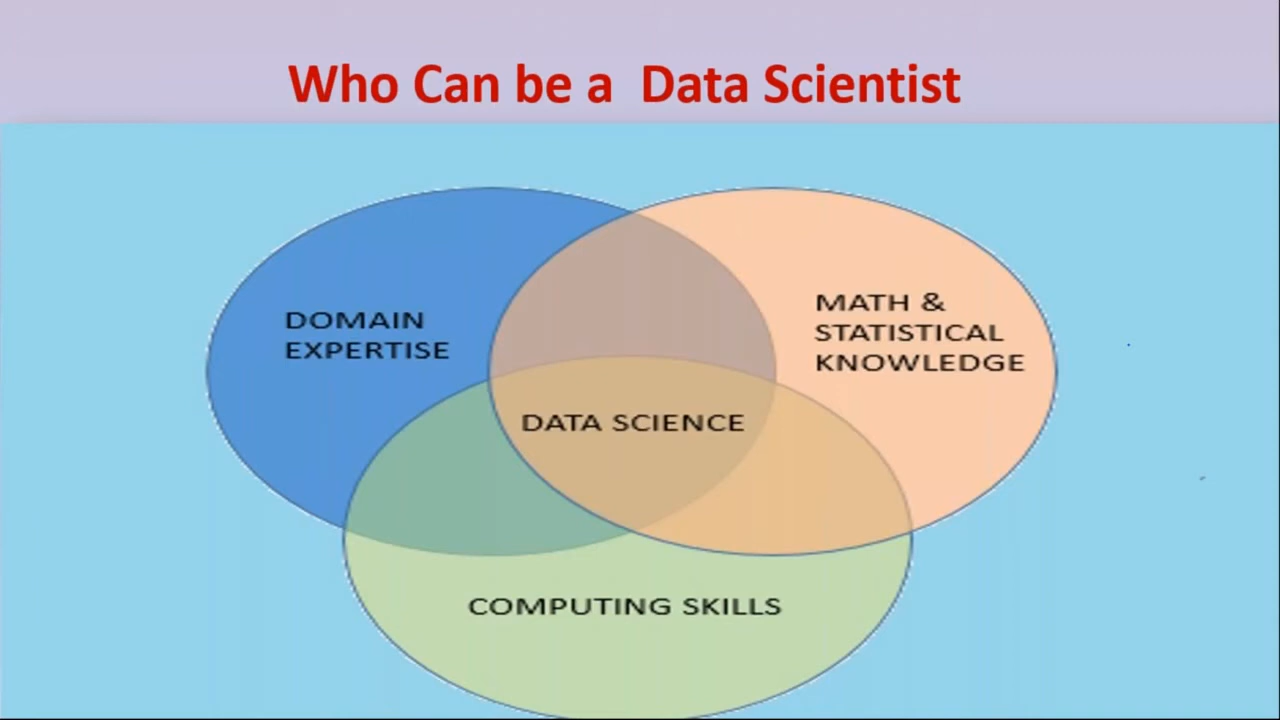 Who Can be a Data Scientist
DOMAIN
EXPERTISE
MATH &
STATISTICAL
KNOWLEDGE
DATA SCIENCE
COMPUTING SKILLS